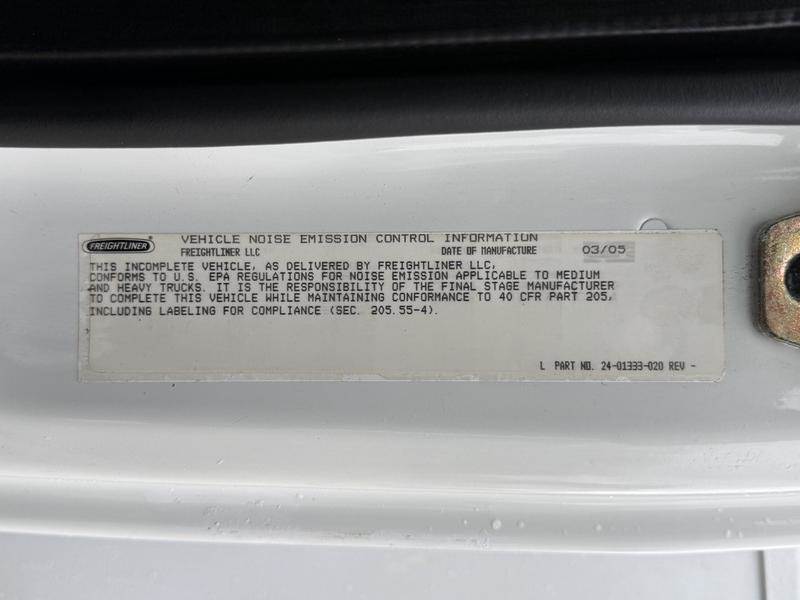 FREIGHTLINER
VEHICLE NOISE EMISSION CONTROL INFORMATION
FREIGHTLINER LLC DATE OF MANUFACTURE 03/05
THIS INCOMPLETE VEHICLE, AS DELIVERED BY FREIGHTLINER LLC,
CONFORMS TO U.S. EPA REGULATIONS FOR NOISE EMISSION APPLICABLE TO MEDIUM
AND HEAVY TRUCKS. IT IS THE RESPONSIBILITY OF THE FINAL STAGE MANUFACTURER
TO COMPLETE THIS VEHICLE WHILE MAINTAINING CONFORMANCE TO 40 CFR PART 205,
INCLUDING LABELING FOR COMPLIANCE (SEC. 205.55-4).
L PART NO. 24-01333-020 REV -